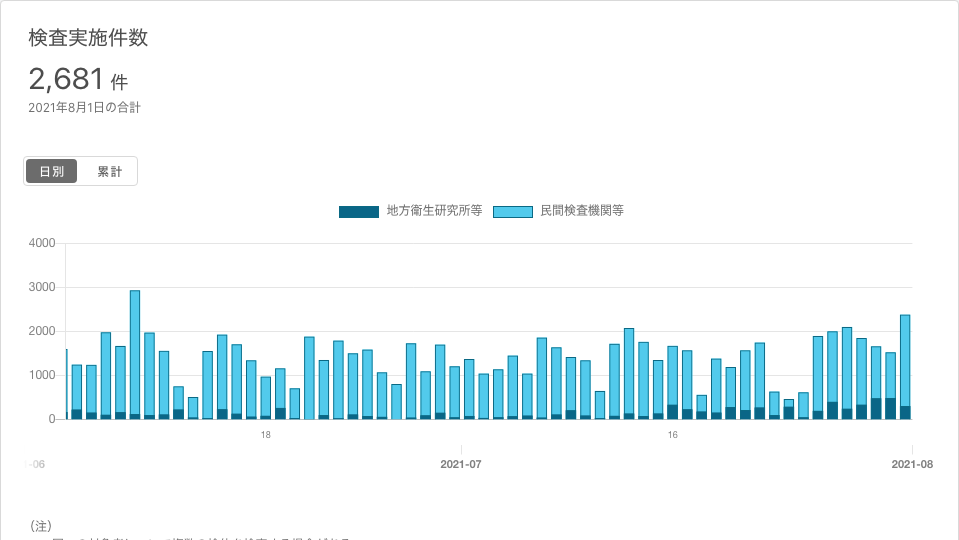 検査実施件数
2,681 件
2021年8月1日の合計
日別 累計
地方衛生研究所等 民間検査機関等
4000
3000
2000
1000
0
18 16
-06 2021-07 2021-08
（注）